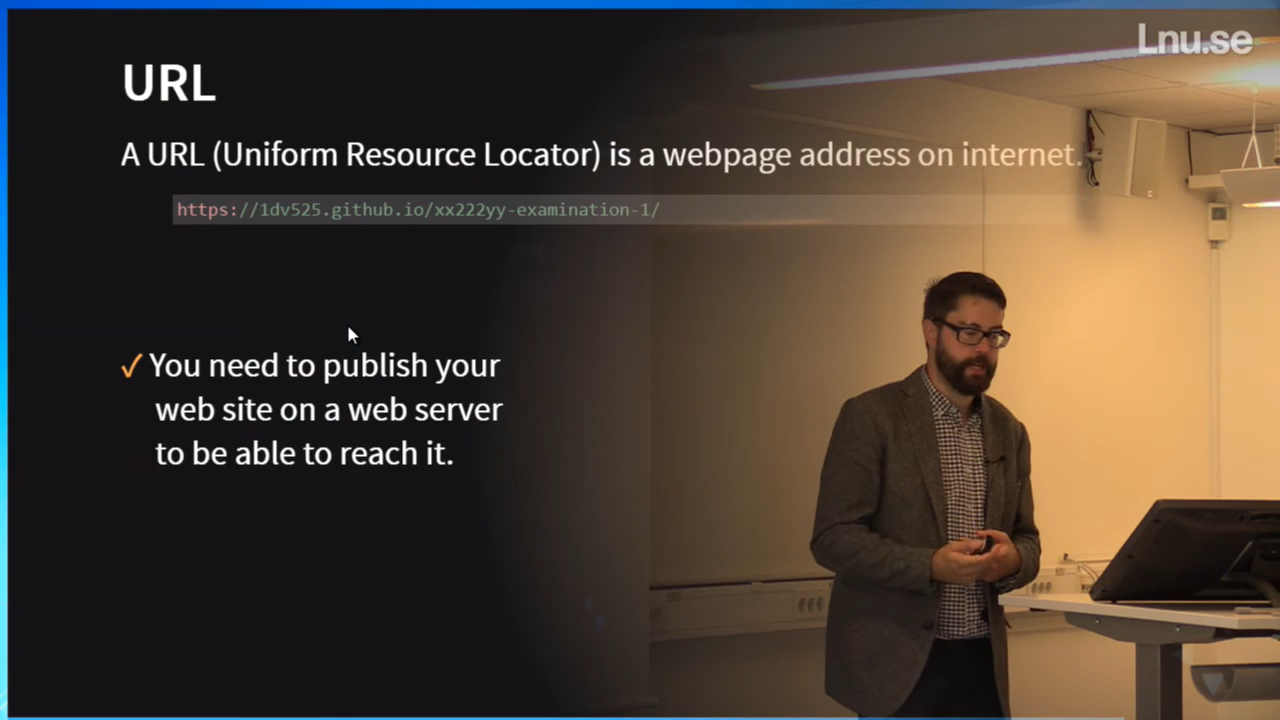 Lnu.se
URL
A URL (Uniform Resource Locator) is a webpage address on internet.
https://1dv525.github.io/xx222yy-examination-1/
✓ You need to publish your
web site on a web server
to be able to reach it.